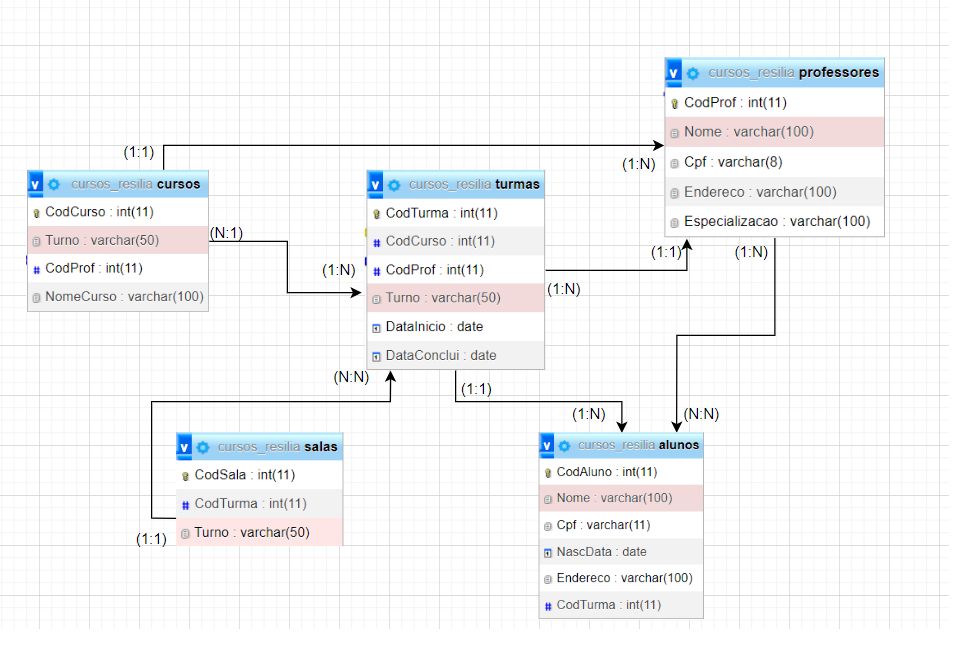 cursos_resilia professores
CodProf : int(11)
Nome : varchar(100)
Cpf : varchar(8)
Endereco : varchar(100)
Especializacao : varchar(100)
(1:1)
(1:N)
cursos_resilia cursos
CodCurso : int(11)
Turno : varchar(50)
CodProf : int(11)
NomeCurso : varchar(100)
(N:1)
(1:N)
cursos_resilia turmas
CodTurma : int(11)
CodCurso : int(11)
CodProf : int(11)
Turno : varchar(50)
DataInicio : date
DataConclui : date
(1:1)
(1:N)
(1:N)
(N:N)
(1:1)
(1:N)
(N:N)
cursos_resilia salas
CodSala : int(11)
CodTurma : int(11)
Turno : varchar(50)
(1:1)
cursos_resilia alunos
CodAluno : int(11)
Nome : varchar(100)
Cpf : varchar(11)
NascData : date
Endereco : varchar(100)
CodTurma : int(11)